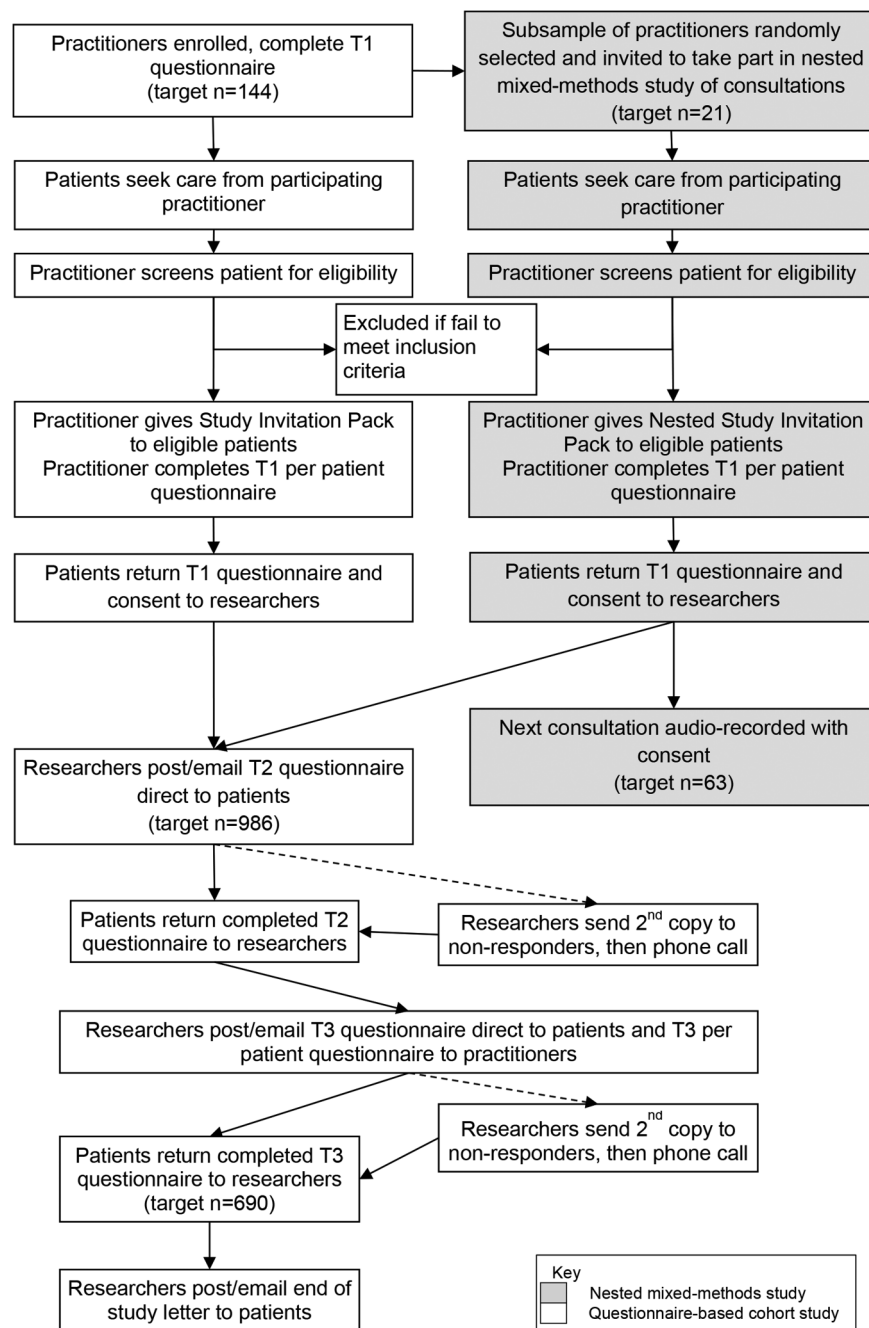 Practitioners enrolled, complete T1
questionnaire
(target n=144)
Subsample of practitioners randomly
selected and invited to take part in nested
mixed-methods study of consultations
(target n=21)
Patients seek care from participating
practitioner
Patients seek care from participating
practitioner
Practitioner screens patient for eligibility
Practitioner screens patient for eligibility
Excluded if fail to
meet inclusion
criteria
Practitioner gives Study Invitation Pack
to eligible patients
Practitioner completes T1 per patient
questionnaire
Practitioner gives Nested Study Invitation
Pack to eligible patients
Practitioner completes T1 per patient
questionnaire
Patients return T1 questionnaire and
consent to researchers
Patients return T1 questionnaire and
consent to researchers
Next consultation audio-recorded with
consent
(target n=63)
Researchers post/email T2 questionnaire
direct to patients
(target n=986)
Patients return completed T2
questionnaire to researchers
Researchers send 2nd copy to
non-responders, then phone call
Researchers post/email T3 questionnaire direct to patients and T3 per
patient questionnaire to practitioners
Patients return completed T3
questionnaire to researchers
(target n=690)
Researchers send 2nd copy to
non-responders, then phone call
Researchers post/email end of
study letter to patients
Key
Nested mixed-methods study
Questionnaire-based cohort study